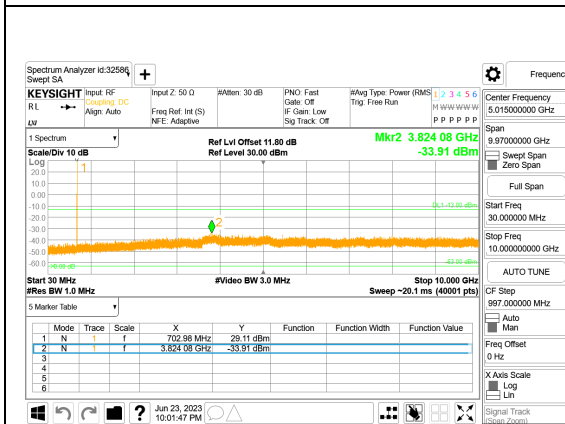 Spectrum Analyzer id:32586
Swept SA
+
Frequenc
KEYSIGHT
Input: RF
Coupling: DC
Align: Auto
Input Z: 50 Ω
Freq Ref: Int (S)
NFE: Adaptive
#Atten: 30 dB
PNO: Fast
Gate: Off
IF Gain: Low
Sig Track: Off
#Avg Type: Power (RMS
Trig: Free Run
1 2 3 4 5 6
M W W W W W
P P P P P P
R L
LXI
1 Spectrum
Scale/Div 10 dB
Ref Lvl Offset 11.80 dB
Ref Level 30.00 dBm
Mkr2 3.824 08 GHz
-33.91 dBm
Log
20.0
10.0
0.00
-10.0
-20.0
-30.0
-40.0
-50.0
-60.0
1
2
DL1 -13.00 dBm
Start 30 MHz
#Res BW 1.0 MHz
#Video BW 3.0 MHz
Stop 10.000 GHz
Sweep ~20.1 ms (40001 pts)
5 Marker Table
Mode Trace Scale X Y Function Function Width Function Value
1 N 1 f 702.98 MHz 29.11 dBm
2 N 1 f 3.824 08 GHz -33.91 dBm
3
4
5
6
Jun 23, 2023
10:01:47 PM
?
Center Frequency
5.015000000 GHz
Span
9.97000000 GHz
Swept Span
Zero Span
Full Span
Start Freq
30.000000 MHz
Stop Freq
10.000000000 GHz
AUTO TUNE
CF Step
997.000000 MHz
Auto
Man
Freq Offset
0 Hz
X Axis Scale
Log
Lin
Signal Track
(Span Zoom)